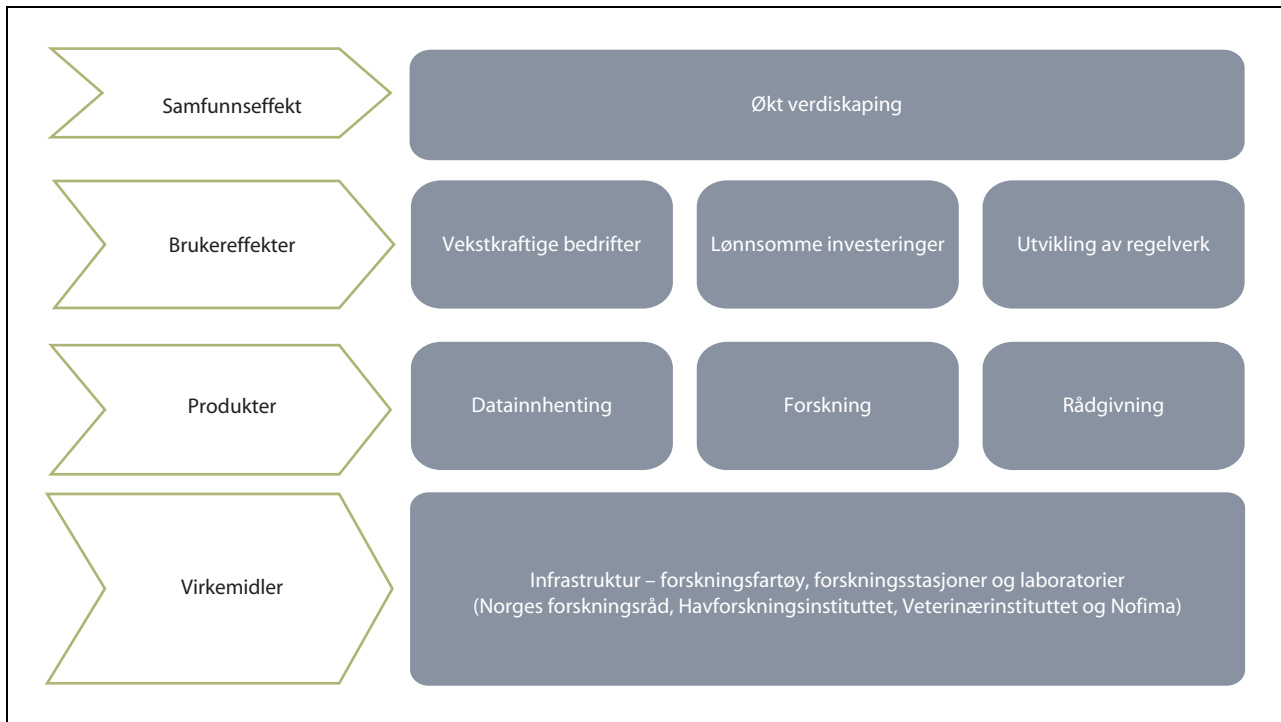 Samfunnseffekt
Økt verdiskaping
Brukereffekter
Vekstkraftige bedrifter
Lønnsomme investeringer
Utvikling av regelverk
Produkter
Datainnhenting
Forskning
Rådgivning
Virkemidler
Infrastruktur – forskningsfartøy, forskningsstasjoner og laboratorier
(Norges forskningsråd, Havforskningsinstituttet, Veterinærinstituttet og Nofima)